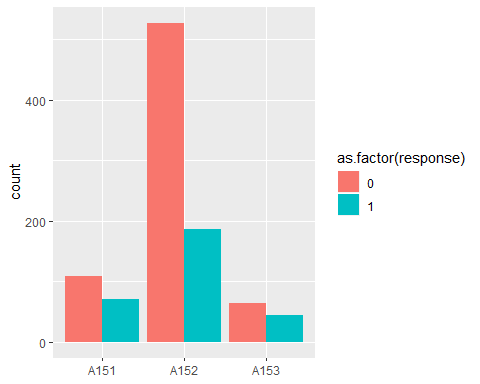 count
400
200
0
A151
A152
A153
as.factor(response)
0
1